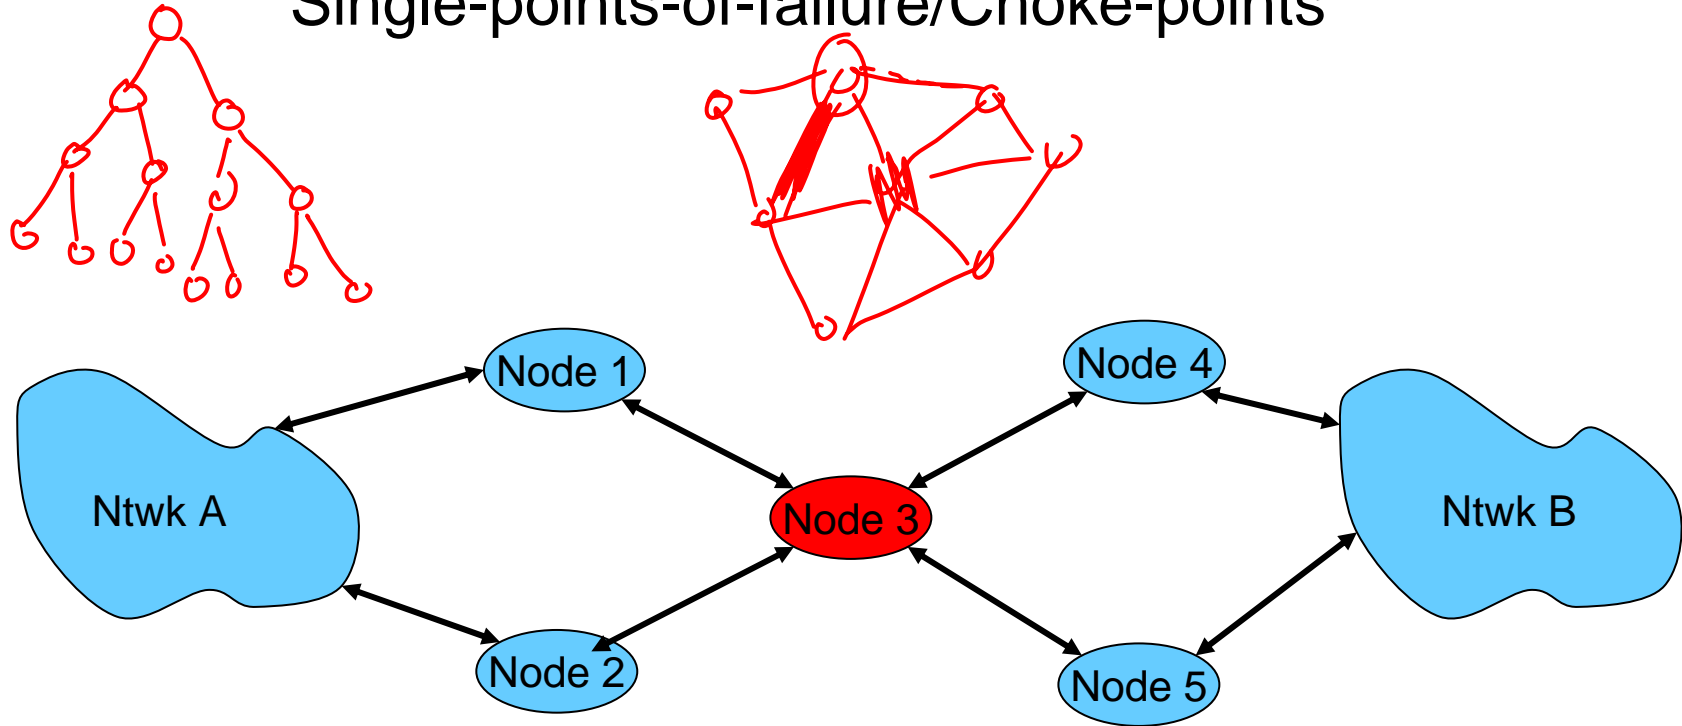 Single-points-of-failure/Choke-points
Node 1
Node 4
Ntwk A
Node 3
Ntwk B
Node 2
Node 5